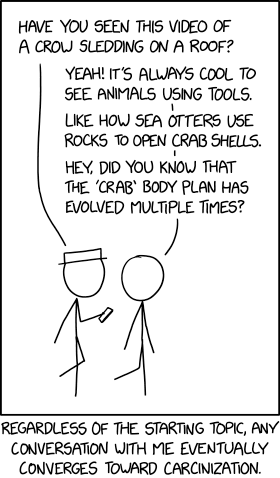 HAVE YOU SEEN THIS VIDEO OF
A CROW SLEDDING ON A ROOF?
YEAH! IT'S ALWAYS COOL TO
SEE ANIMALS USING TOOLS.
LIKE HOW SEA OTTERS USE
ROCKS TO OPEN CRAB SHELLS.
HEY, DID YOU KNOW THAT
THE 'CRAB' BODY PLAN HAS
EVOLVED MULTIPLE TIMES?
REGARDLESS OF THE STARTING TOPIC, ANY
CONVERSATION WITH ME EVENTUALLY
CONVERGES TOWARD CARCINIZATION.